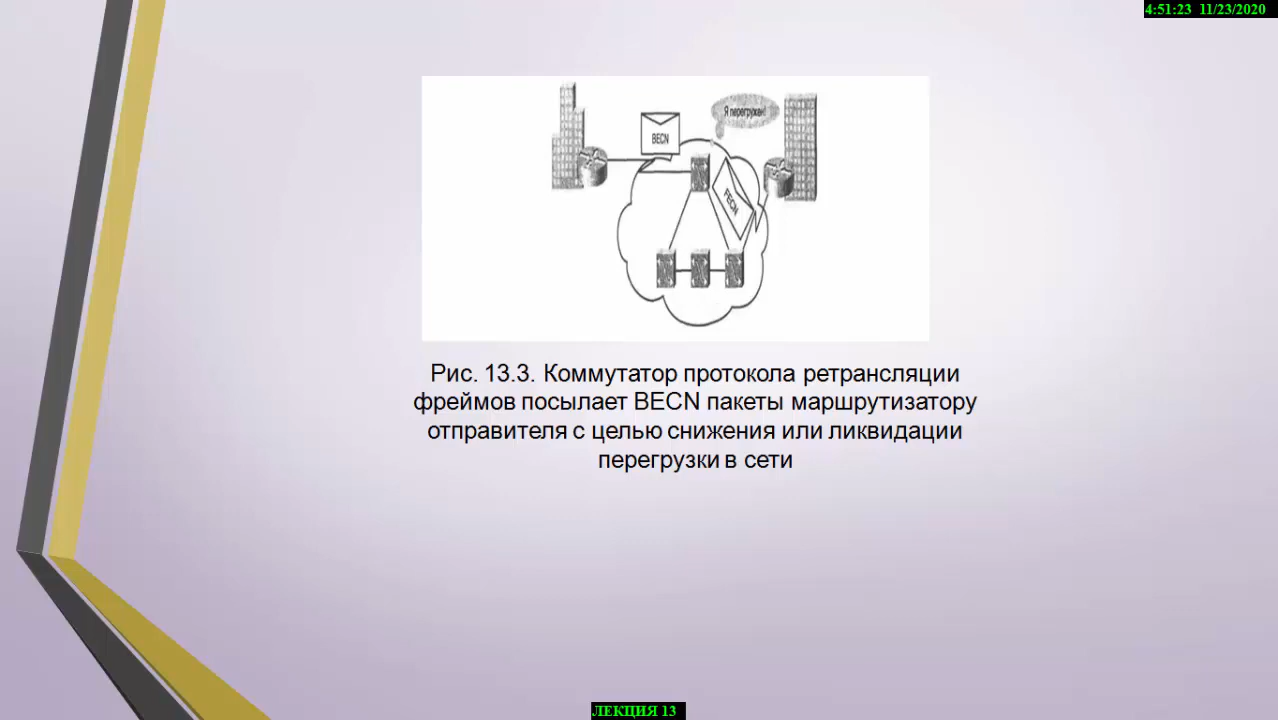 4:51:23 11/23/2020
Я перегружен!
BECN
FECN
Рис. 13.3. Коммутатор протокола ретрансляции
фреймов посылает BECN пакеты маршрутизатору
отправителя с целью снижения или ликвидации
перегрузки в сети
ЛЕКЦИЯ 13